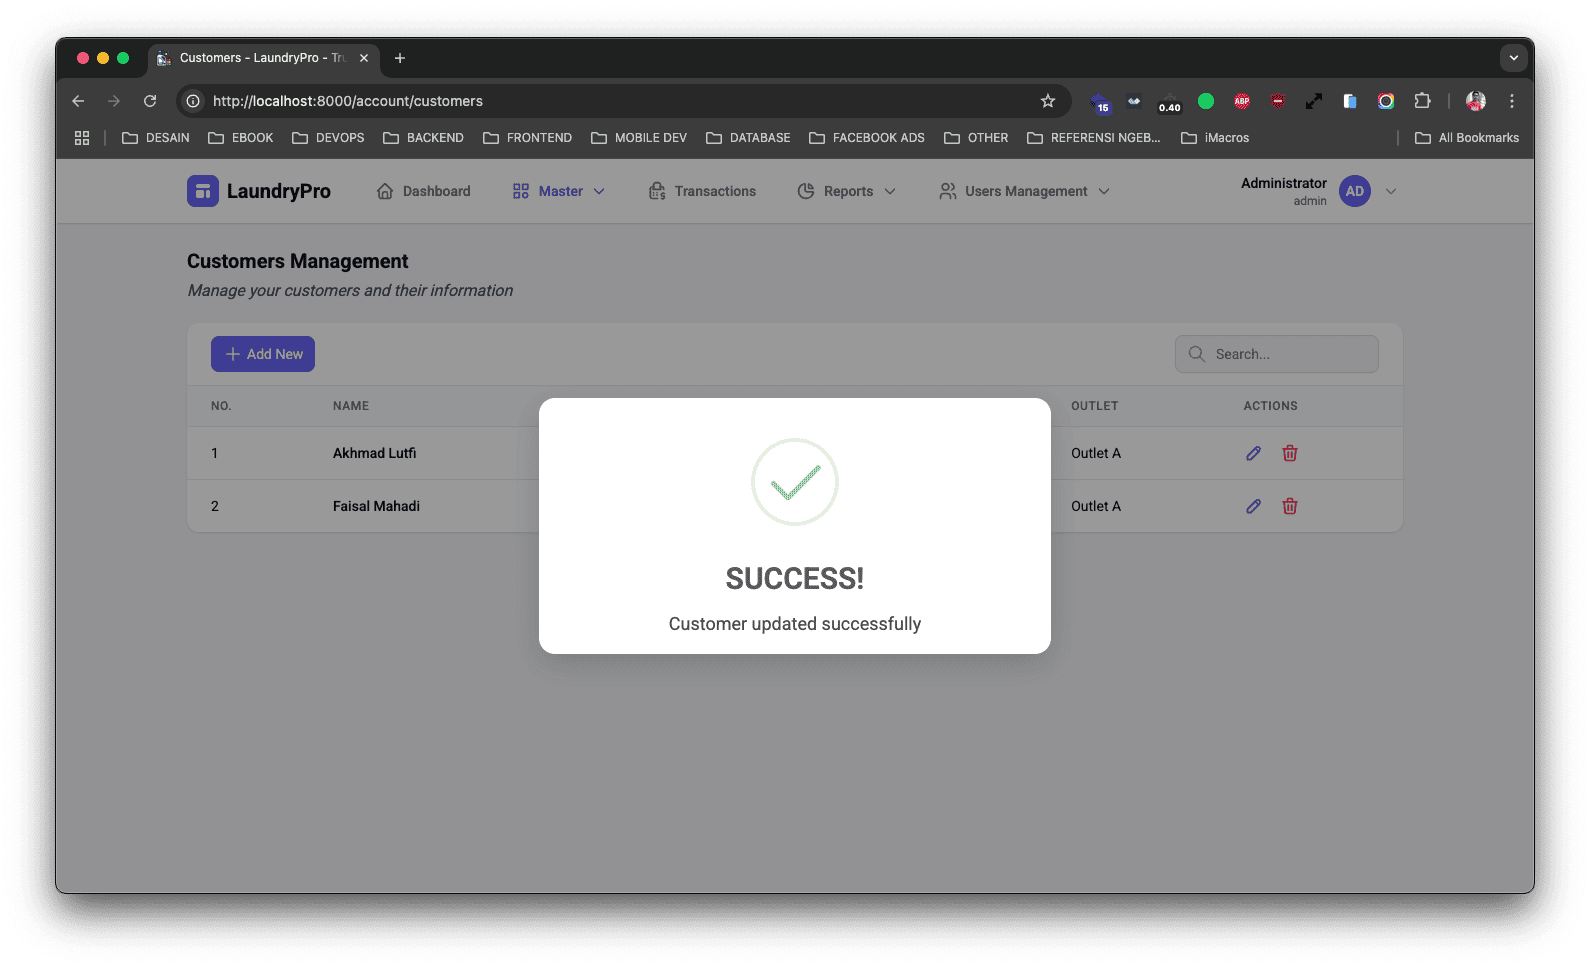 Customers - LaundryPro - Tru
http://localhost:8000/account/customers
15
0.40
ABP
DESAIN
EBOOK
DEVOPS
BACKEND
FRONTEND
MOBILE DEV
DATABASE
FACEBOOK ADS
OTHER
REFERENSI NGEB...
iMacros
All Bookmarks
LaundryPro
Dashboard
Master
Transactions
Reports
Users Management
Administrator
admin
AD
Customers Management
Manage your customers and their information
Add New
Search...
NO.
NAME
OUTLET
ACTIONS
1
Akhmad Lutfi
Outlet A
2
Faisal Mahadi
Outlet A
SUCCESS!
Customer updated successfully